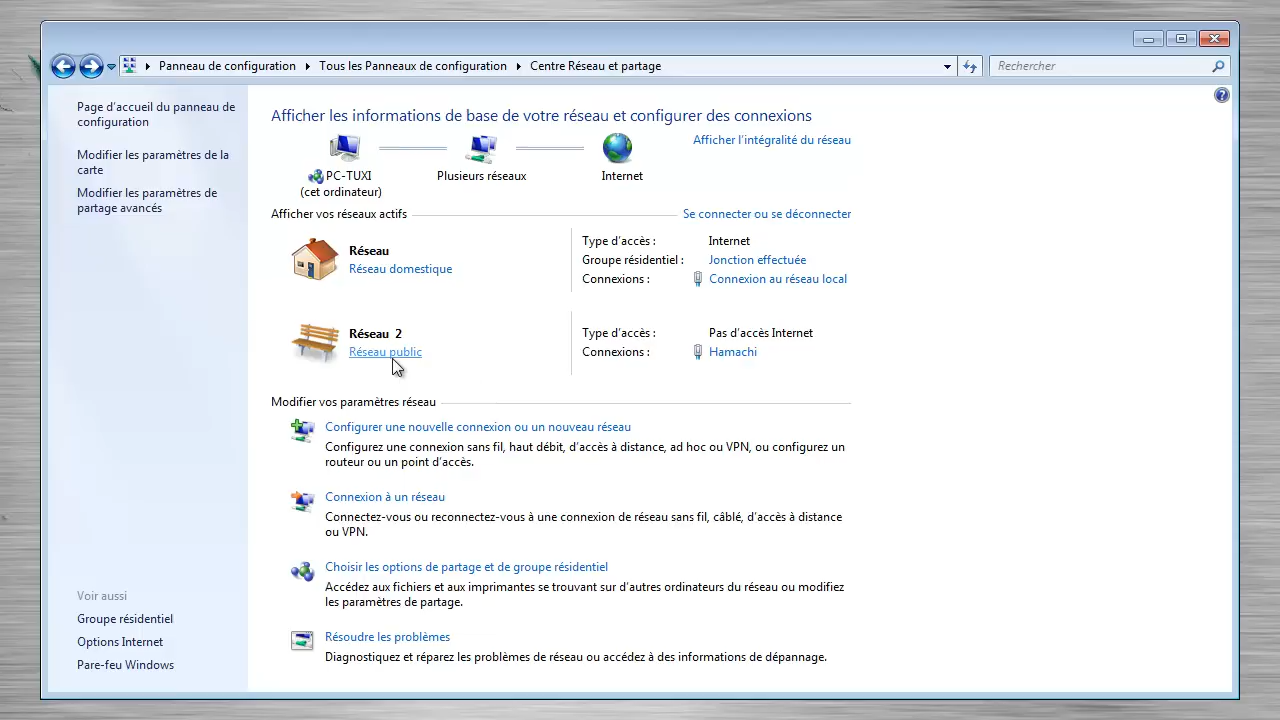 Panneau de configuration
Tous les Panneaux de configuration
Centre Réseau et partage
Rechercher
Page d'accueil du panneau de
configuration
Modifier les paramètres de la
carte
Modifier les paramètres de
partage avancés
Voir aussi
Groupe résidentiel
Options Internet
Pare-feu Windows
Afficher les informations de base de votre réseau et configurer des connexions
Afficher l'intégralité du réseau
PC-TUXI
(cet ordinateur)
Plusieurs réseaux
Internet
Afficher vos réseaux actifs
Se connecter ou se déconnecter
Réseau
Réseau domestique
Type d'accès : Internet
Groupe résidentiel : Jonction effectuée
Connexions : Connexion au réseau local
Réseau 2
Réseau public
Type d'accès : Pas d'accès Internet
Connexions : Hamachi
Modifier vos paramètres réseau
Configurer une nouvelle connexion ou un nouveau réseau
Configurez une connexion sans fil, haut débit, d'accès à distance, ad hoc ou VPN, ou configurez un
routeur ou un point d'accès.
Connexion à un réseau
Connectez-vous ou reconnectez-vous à une connexion de réseau sans fil, câblé, d'accès à distance
ou VPN.
Choisir les options de partage et de groupe résidentiel
Accédez aux fichiers et aux imprimantes se trouvant sur d'autres ordinateurs du réseau ou modifiez
les paramètres de partage.
Résoudre les problèmes
Diagnostiquez et réparez les problèmes de réseau ou accédez à des informations de dépannage.